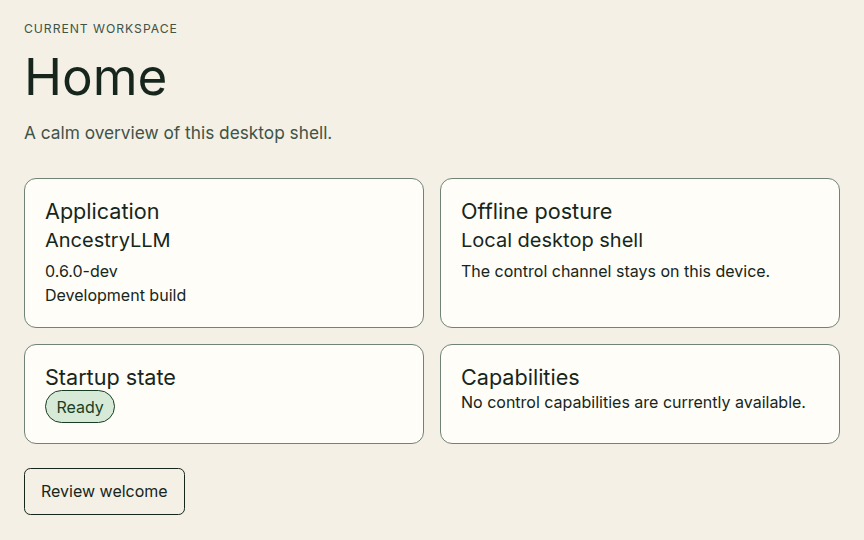 CURRENT WORKSPACE
Home
A calm overview of this desktop shell.
Application
AncestryLLM
0.6.0-dev
Development build
Offline posture
Local desktop shell
The control channel stays on this device.
Startup state
Ready
Capabilities
No control capabilities are currently available.
Review welcome